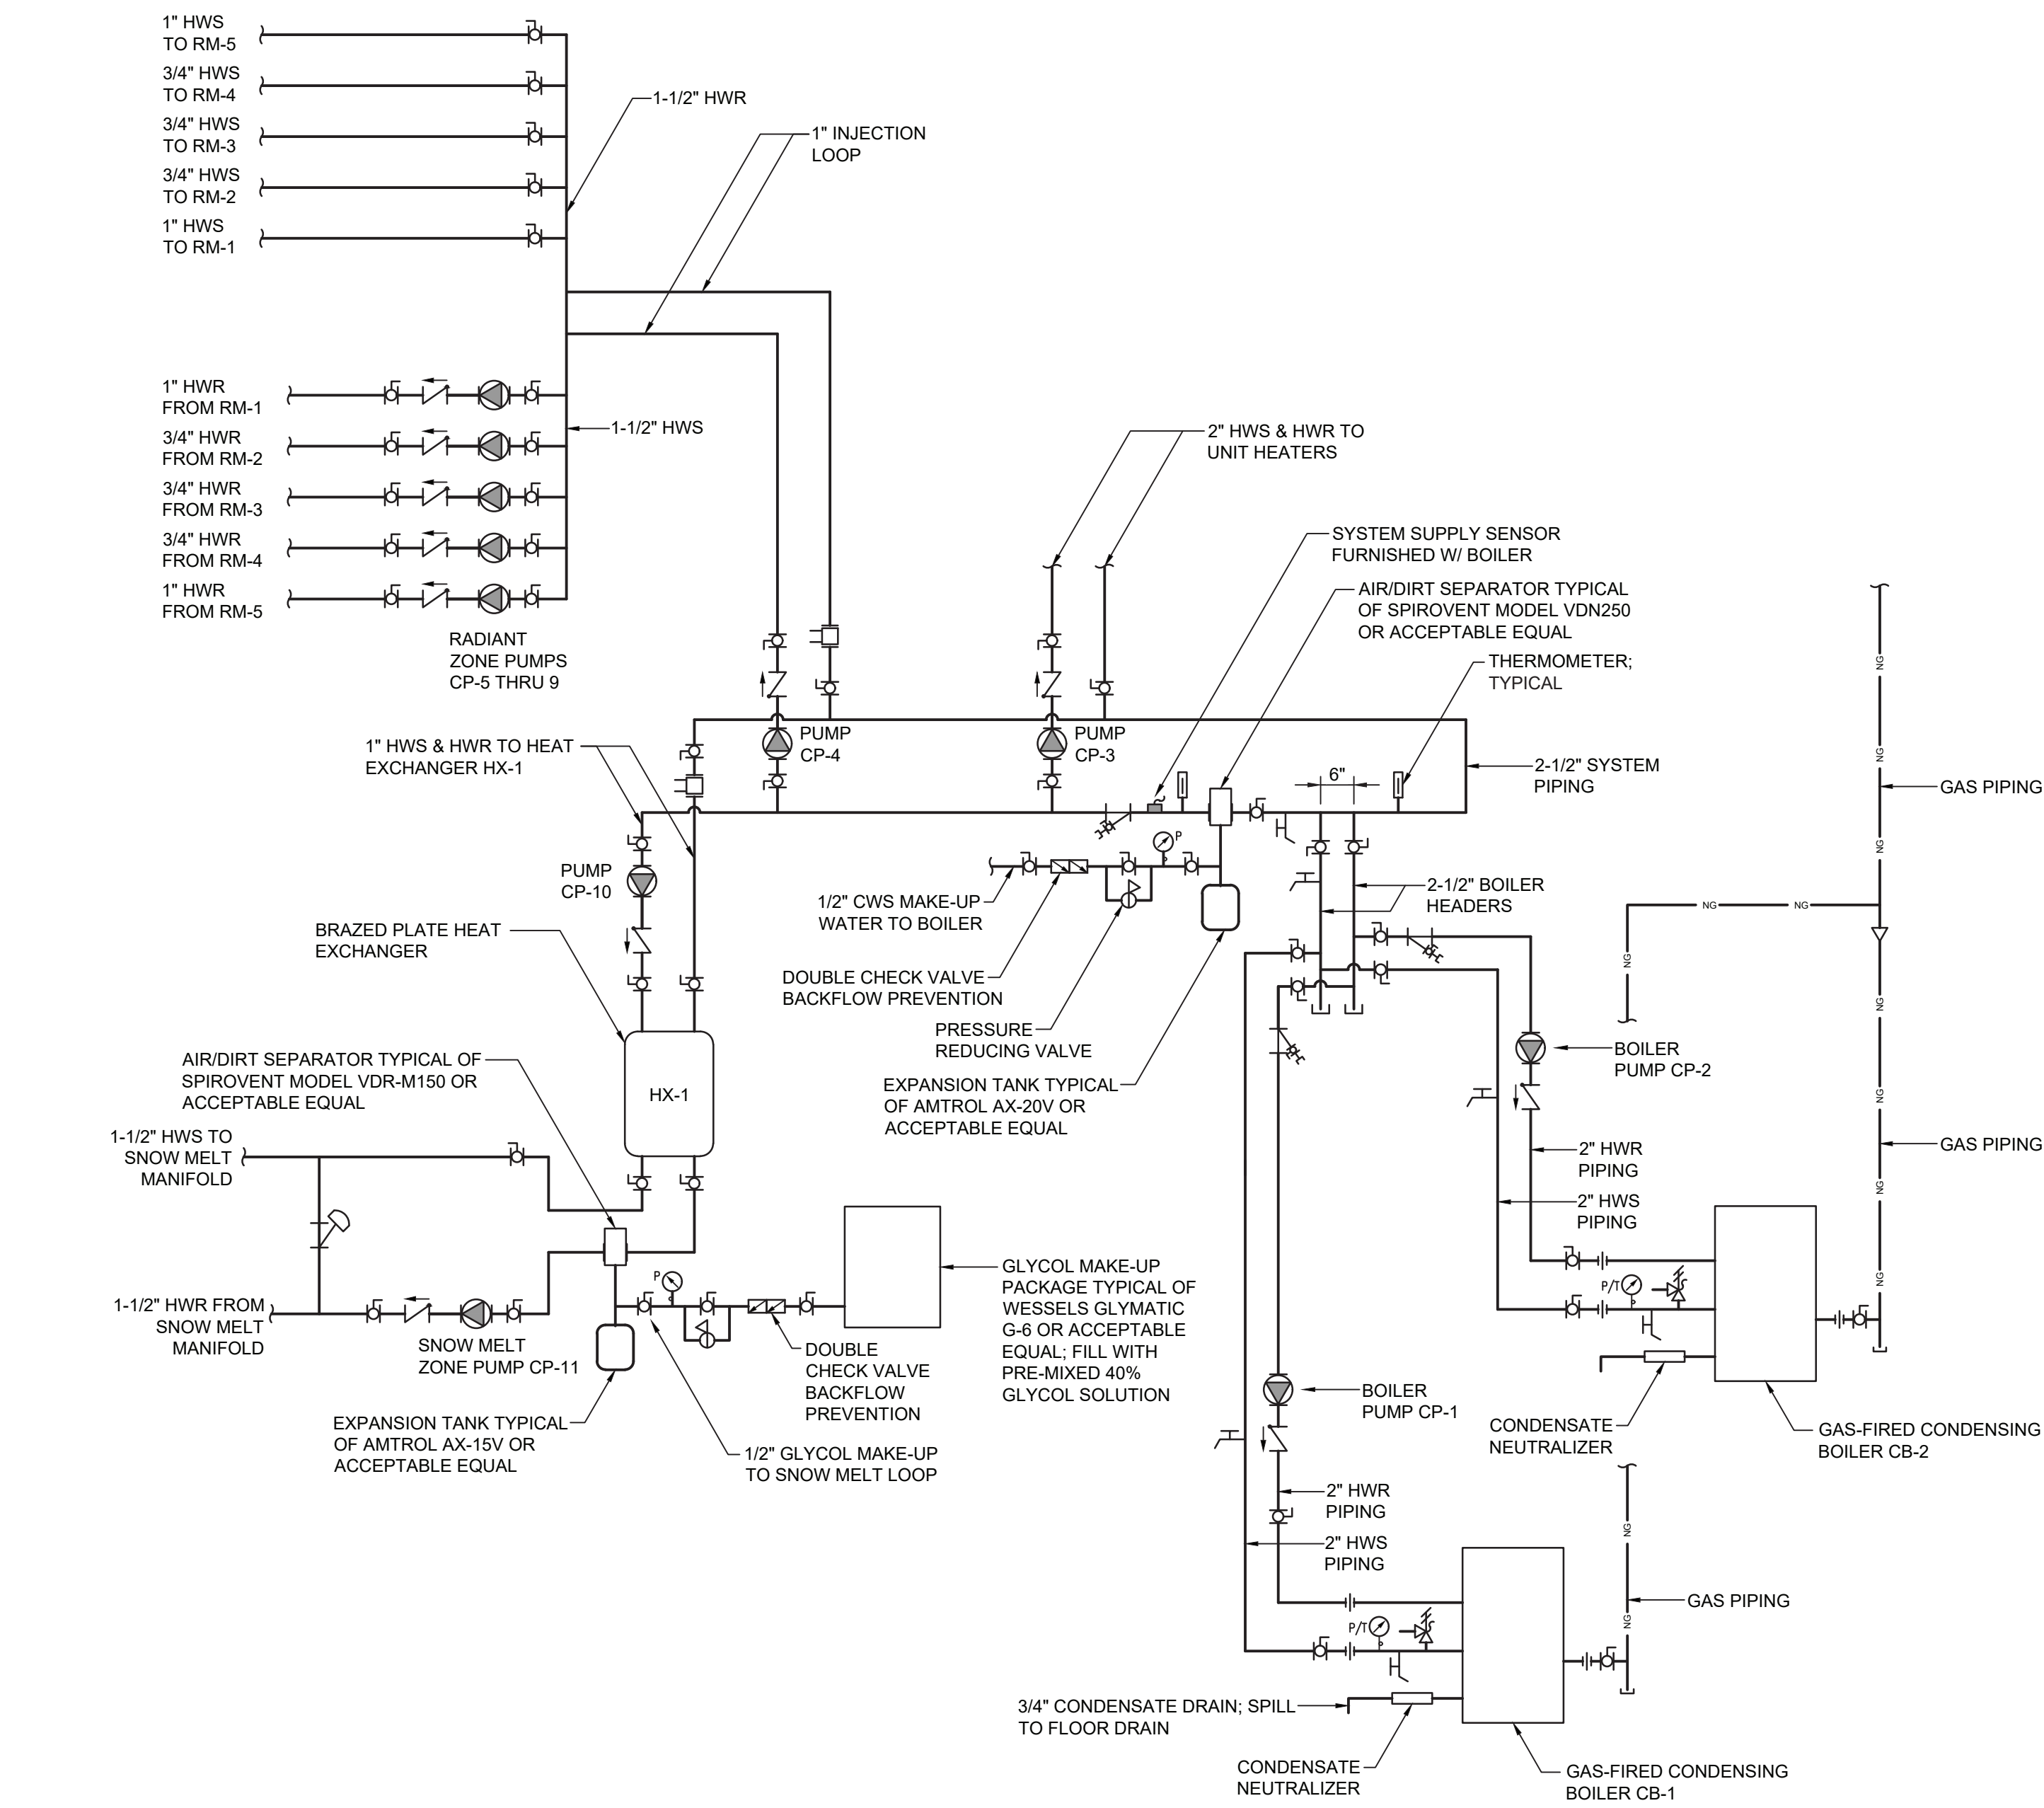 1" HWS
TO RM-5
3/4" HWS
TO RM-4
3/4" HWS
TO RM-3
3/4" HWS
TO RM-2
1" HWS
TO RM-1
1-1/2" HWR
1" INJECTION
LOOP
1" HWR
FROM RM-1
3/4" HWR
FROM RM-2
3/4" HWR
FROM RM-3
3/4" HWR
FROM RM-4
1" HWR
FROM RM-5
1-1/2" HWS
RADIANT
ZONE PUMPS
CP-5 THRU 9
2" HWS & HWR TO
UNIT HEATERS
SYSTEM SUPPLY SENSOR
FURNISHED W/ BOILER
AIR/DIRT SEPARATOR TYPICAL
OF SPIROVENT MODEL VDN250
OR ACCEPTABLE EQUAL
THERMOMETER;
TYPICAL
NG
NG
NG
1" HWS & HWR TO HEAT
EXCHANGER HX-1
PUMP
CP-4
PUMP
CP-3
6"
2-1/2" SYSTEM
PIPING
GAS PIPING
PUMP
CP-10
P
1/2" CWS MAKE-UP
WATER TO BOILER
2-1/2" BOILER
HEADERS
NG
NG
NG
NG
NG
NG
BRAZED PLATE HEAT
EXCHANGER
DOUBLE CHECK VALVE
BACKFLOW PREVENTION
PRESSURE
REDUCING VALVE
EXPANSION TANK TYPICAL
OF AMTROL AX-20V OR
ACCEPTABLE EQUAL
BOILER
PUMP CP-2
AIR/DIRT SEPARATOR TYPICAL OF
SPIROVENT MODEL VDR-M150 OR
ACCEPTABLE EQUAL
HX-1
1-1/2" HWS TO
SNOW MELT
MANIFOLD
2" HWR
PIPING
2" HWS
PIPING
GAS PIPING
NG
P/T
P
1-1/2" HWR FROM
SNOW MELT
MANIFOLD
SNOW MELT
ZONE PUMP CP-11
GLYCOL MAKE-UP
PACKAGE TYPICAL OF
WESSELS GLYMATIC
G-6 OR ACCEPTABLE
EQUAL; FILL WITH
PRE-MIXED 40%
GLYCOL SOLUTION
DOUBLE
CHECK VALVE
BACKFLOW
PREVENTION
EXPANSION TANK TYPICAL
OF AMTROL AX-15V OR
ACCEPTABLE EQUAL
1/2" GLYCOL MAKE-UP
TO SNOW MELT LOOP
BOILER
PUMP CP-1
CONDENSATE
NEUTRALIZER
GAS-FIRED CONDENSING
BOILER CB-2
2" HWR
PIPING
2" HWS
PIPING
NG
NG
GAS PIPING
P/T
3/4" CONDENSATE DRAIN; SPILL
TO FLOOR DRAIN
CONDENSATE
NEUTRALIZER
GAS-FIRED CONDENSING
BOILER CB-1